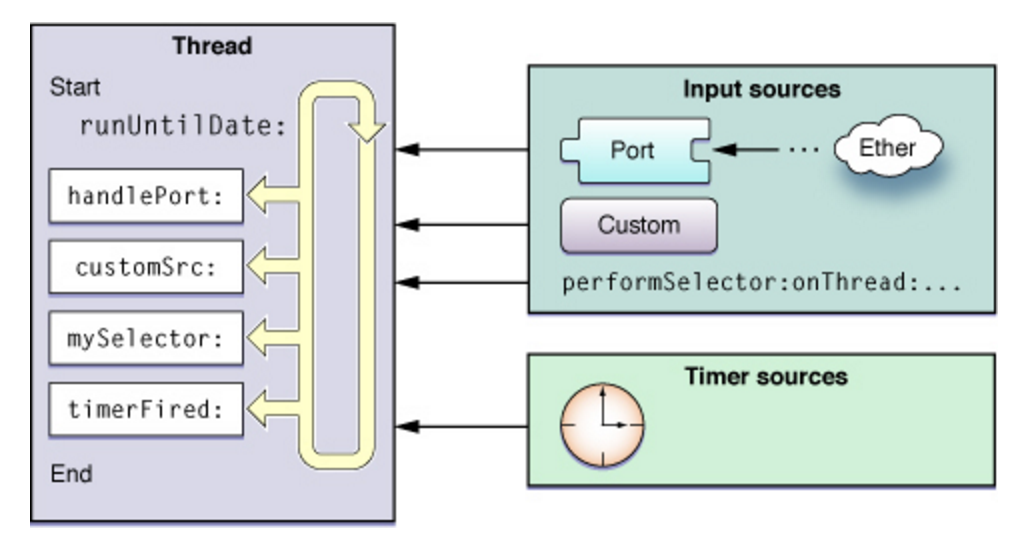 Thread
Start
runUntilDate:
handlePort:
customSrc:
mySelector:
timerFired:
End
Input sources
Port
...
Ether
Custom
performSelector:onThread:...
Timer sources